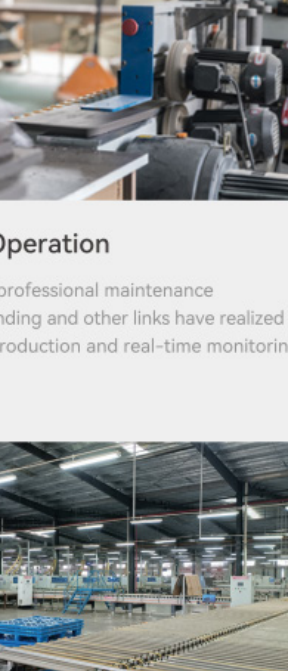 Operation
professional maintenance
nding and other links have realized
roduction and real-time monitorin